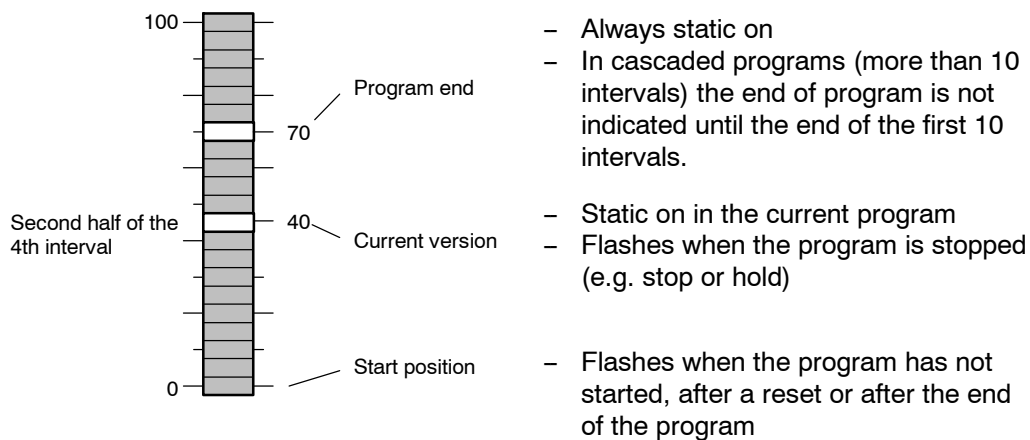 100
Program end
70
Second half of the
4th interval
40
Current version
Start position
0
– Always static on
– In cascaded programs (more than 10
intervals) the end of program is not
indicated until the end of the first 10
intervals.
– Static on in the current program
– Flashes when the program is stopped
(e.g. stop or hold)
– Flashes when the program has not
started, after a reset or after the end
of the program